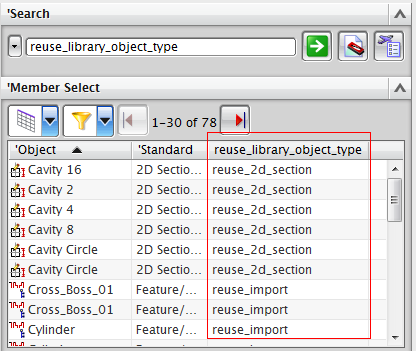 'Search
reuse_library_object_type
'Member Select
1-30 of 78
'Object 'Standard reuse_library_object_type
Cavity 16 2D Sectio... reuse_2d_section
Cavity 2 2D Sectio... reuse_2d_section
Cavity 4 2D Sectio... reuse_2d_section
Cavity 8 2D Sectio... reuse_2d_section
Cavity Circle 2D Sectio... reuse_2d_section
Cavity Circle 2D Sectio... reuse_2d_section
Cross_Boss_01 Feature/... reuse_import
Cross_Boss_01 Feature/... reuse_import
Cylinder Feature/... reuse_import